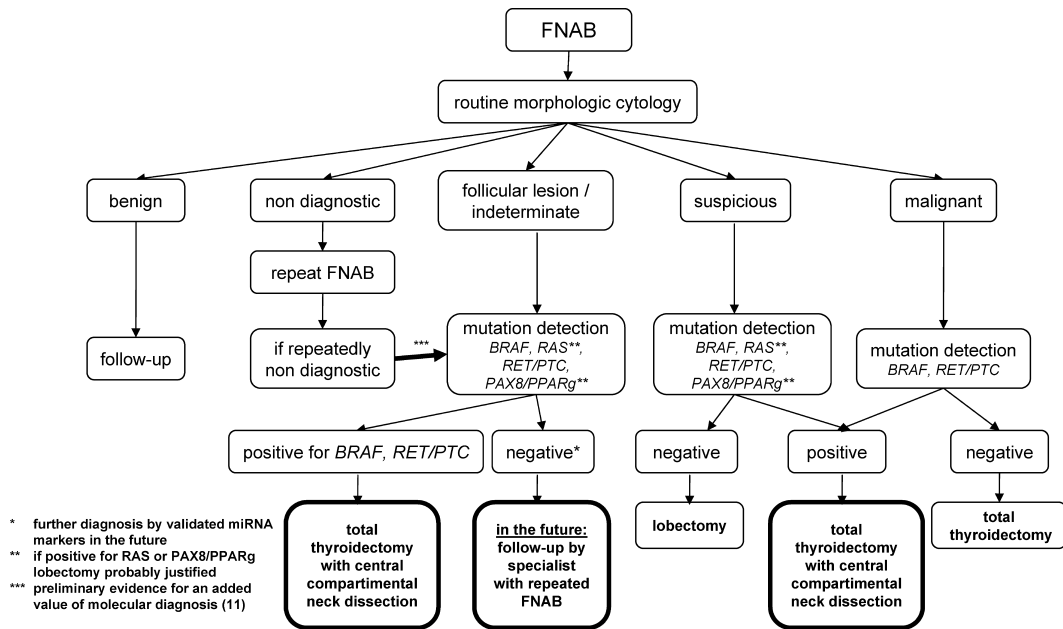 FNAB
routine morphologic cytology
benign
non diagnostic
follicular lesion /
indeterminate
suspicious
malignant
repeat FNAB
follow-up
if repeatedly
non diagnostic
***
mutation detection
BRAF, RAS**,
RET/PTC,
PAX8/PPARg**
mutation detection
BRAF, RAS**,
RET/PTC,
PAX8/PPARg**
mutation detection
BRAF, RET/PTC
positive for BRAF, RET/PTC
negative*
negative
positive
negative
total
thyroidectomy
with central
compartimental
neck dissection
in the future:
follow-up by
specialist
with repeated
FNAB
lobectomy
total
thyroidectomy
with central
compartimental
neck dissection
total
thyroidectomy
* further diagnosis by validated miRNA
markers in the future
** if positive for RAS or PAX8/PPARg
lobectomy probably justified
*** preliminary evidence for an added
value of molecular diagnosis (11)